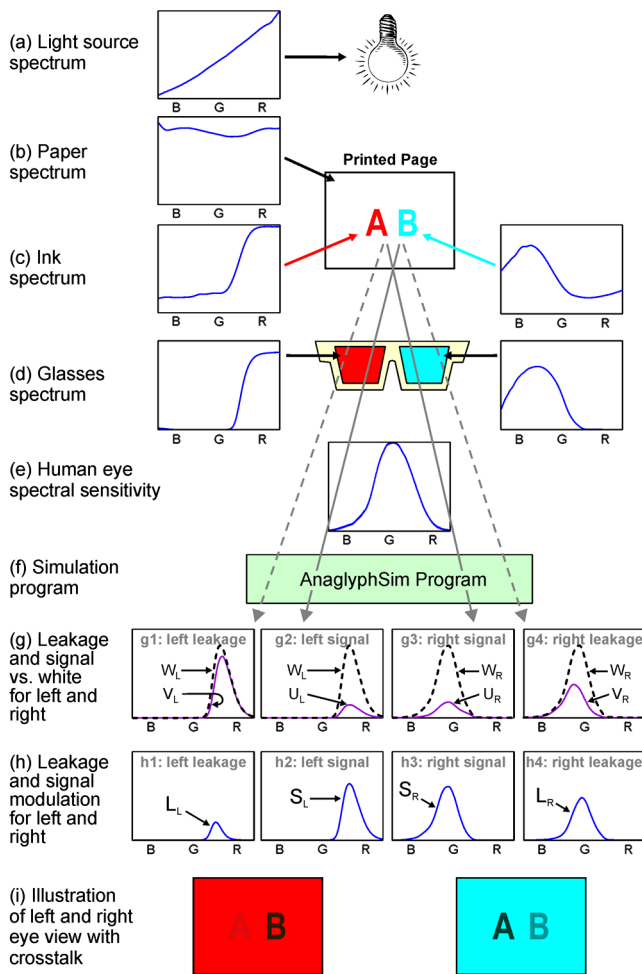 (a) Light source
spectrum
B G R
(b) Paper
spectrum
B G R
Printed Page
A B
(c) Ink
spectrum
B G R
B G R
(d) Glasses
spectrum
B G R
B G R
(e) Human eye
spectral sensitivity
B G R
(f) Simulation
program
AnaglyphSim Program
(g) Leakage
and signal
vs. white
for left and
right
g1: left leakage
WL
VL
B G R
g2: left signal
WL
UL
B G R
g3: right signal
WR
UR
B G R
g4: right leakage
WR
VR
B G R
(h) Leakage
and signal
modulation
for left and
right
h1: left leakage
LL
B G R
h2: left signal
SL
B G R
h3: right signal
SR
B G R
h4: right leakage
LR
B G R
(i) Illustration
of left and right
eye view with
crosstalk
A B
A B